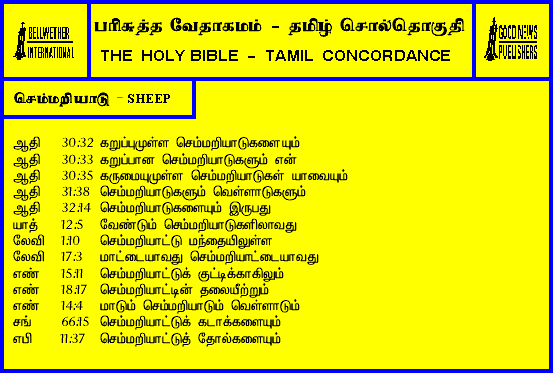 BELLWETHER INTERNATIONAL
பரிசுத்த வேதாகமம் - தமிழ் சொல்தொகுதி
THE HOLY BIBLE - TAMIL CONCORDANCE
GOOD NEWS PUBLISHERS
செம்மறியாடு - SHEEP
ஆதி 30:32 கறுப்புமுள்ள செம்மறியாடுகளையும்
ஆதி 30:33 கறுப்பான செம்மறியாடுகளும் என்
ஆதி 30:35 கருமையுமுள்ள செம்மறியாடுகள் யாவையும்
ஆதி 31:38 செம்மறியாடுகளும் வெள்ளாடுகளும்
ஆதி 32:14 செம்மறியாடுகளையும் இருபது
யாத் 12:5 வேண்டும் செம்மறியாடுகளிலாவது
லேவி 1:10 செம்மறியாட்டு மந்தையிலுள்ள
லேவி 17:3 மாட்டையாவது செம்மறியாட்டையாவது
எண் 15:11 செம்மறியாட்டுக் குட்டிக்காகிலும்
எண் 18:17 செம்மறியாட்டின் தலையீற்றும்
எண் 14:4 மாடும் செம்மறியாடும் வெள்ளாடும்
சங் 66:15 செம்மறியாட்டுக் கடாக்களையும்
எபி 11:37 செம்மறியாட்டுத் தோல்களையும்